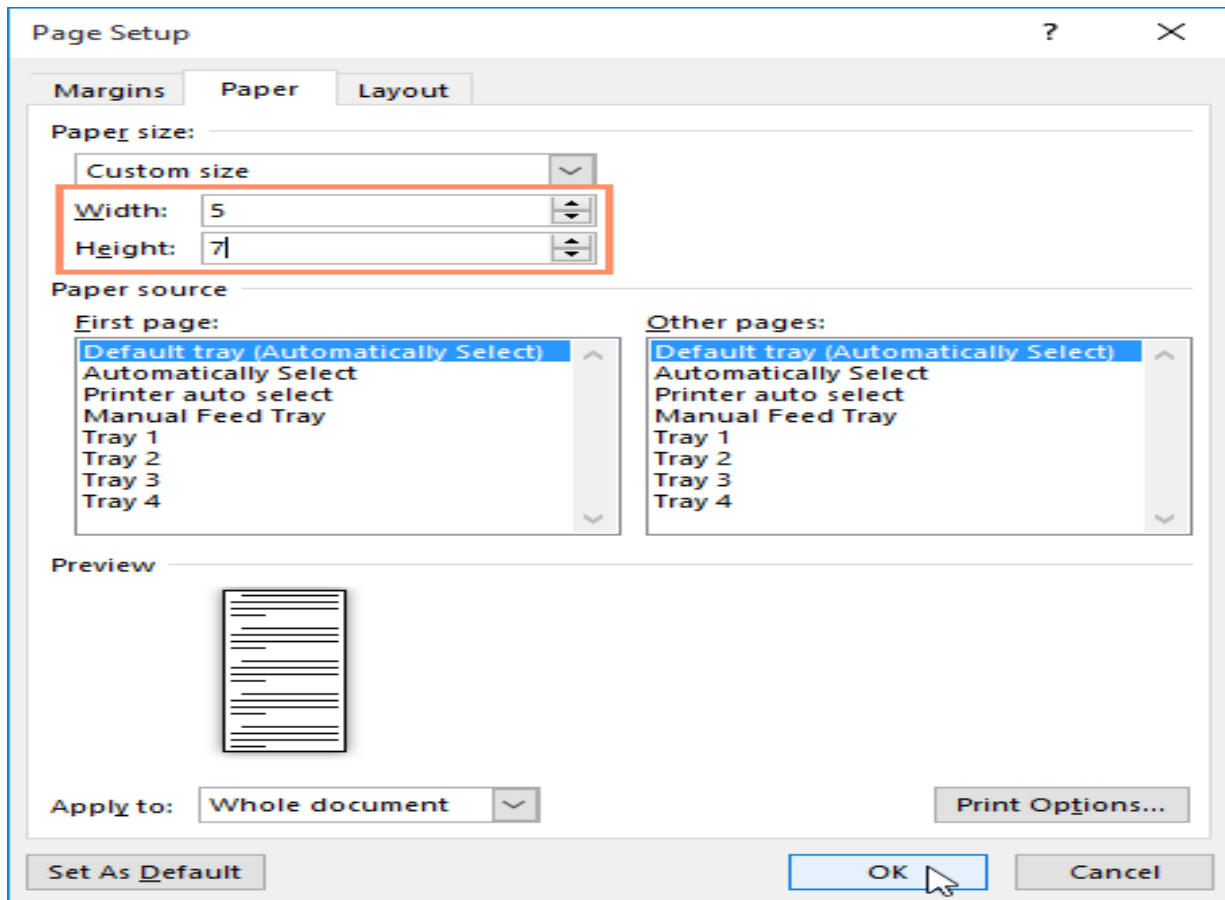 Page Setup ?
Margins Paper Layout
Paper size:
Custom size
Width: 5
Height: 7
Paper source
First page:
Default tray (Automatically Select)
Automatically Select
Printer auto select
Manual Feed Tray
Tray 1
Tray 2
Tray 3
Tray 4
Other pages:
Default tray (Automatically Select)
Automatically Select
Printer auto select
Manual Feed Tray
Tray 1
Tray 2
Tray 3
Tray 4
Preview
Apply to: Whole document
Print Options...
Set As Default
OK
Cancel